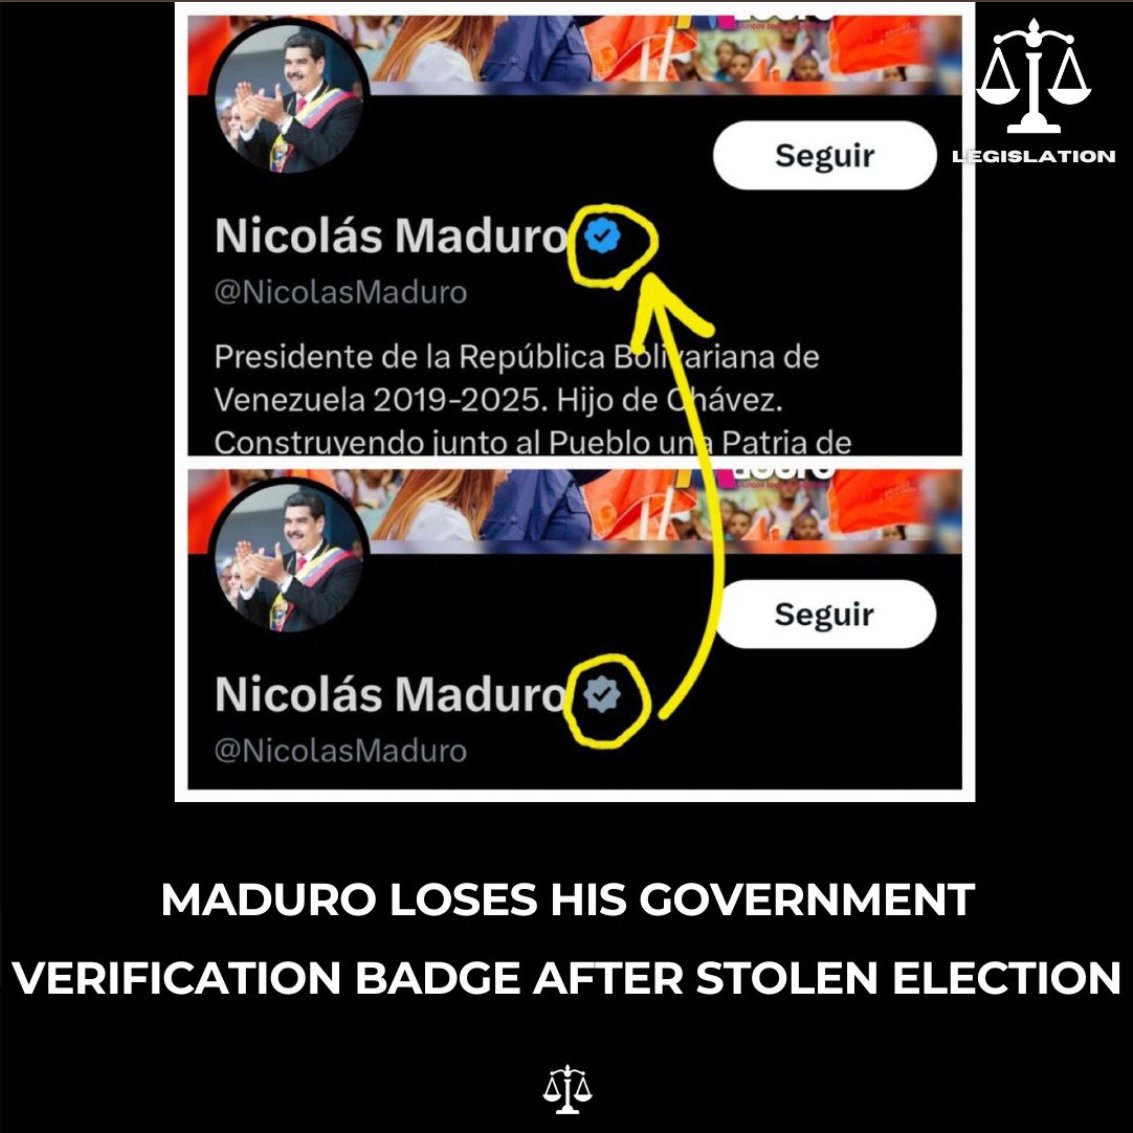 LEGISLATION
Seguir
Nicolás Maduro
@NicolasMaduro
Presidente de la República Bolivariana de
Venezuela 2019-2025. Hijo de Chávez.
Construyendo junto al Pueblo una Patria de
Seguir
Nicolás Maduro
@NicolasMaduro
MADURO LOSES HIS GOVERNMENT
VERIFICATION BADGE AFTER STOLEN ELECTION